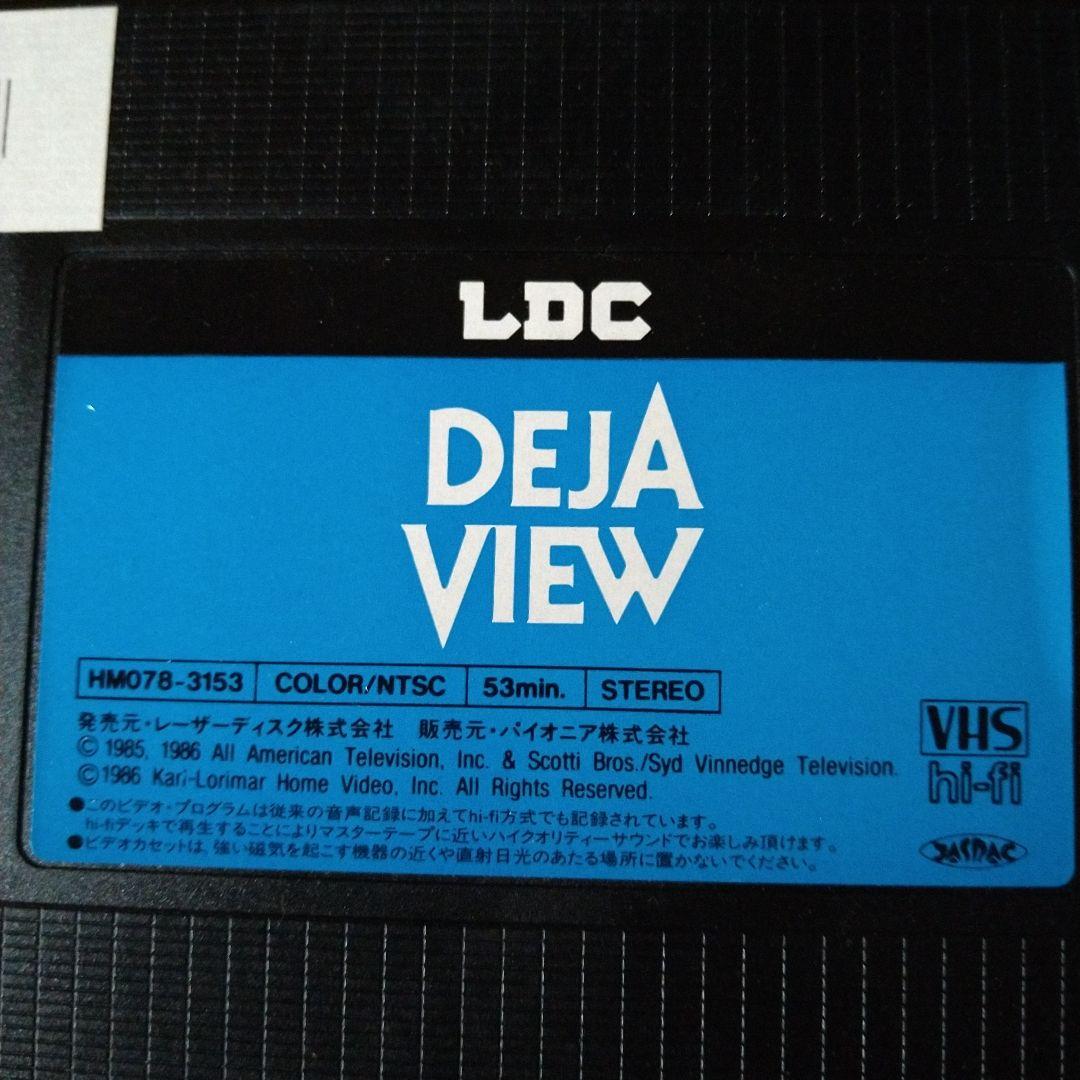 LDC
DEJA
VIEW
HM078-3153 COLOR/NTSC 53min. STEREO
発売元・レーザーディスク株式会社 販売元・パイオニア株式会社
© 1985, 1986 All American Television, Inc. & Scotti Bros./Syd Vinnedge Television.
©1986 Karl-Lorimar Home Video, Inc. All Rights Reserved.
●このビデオ・プログラムは従来の音声記録に加えてhi-fi方式でも記録されています。
hi-fiデッキで再生することによりマスターテープに近いハイクオリティーサウンドでお楽しみ頂けます。
●ビデオカセットは、強い磁気を起こす機器の近くや直射日光のあたる場所に置かないでください。
VHS
hi-fi
JASRAC